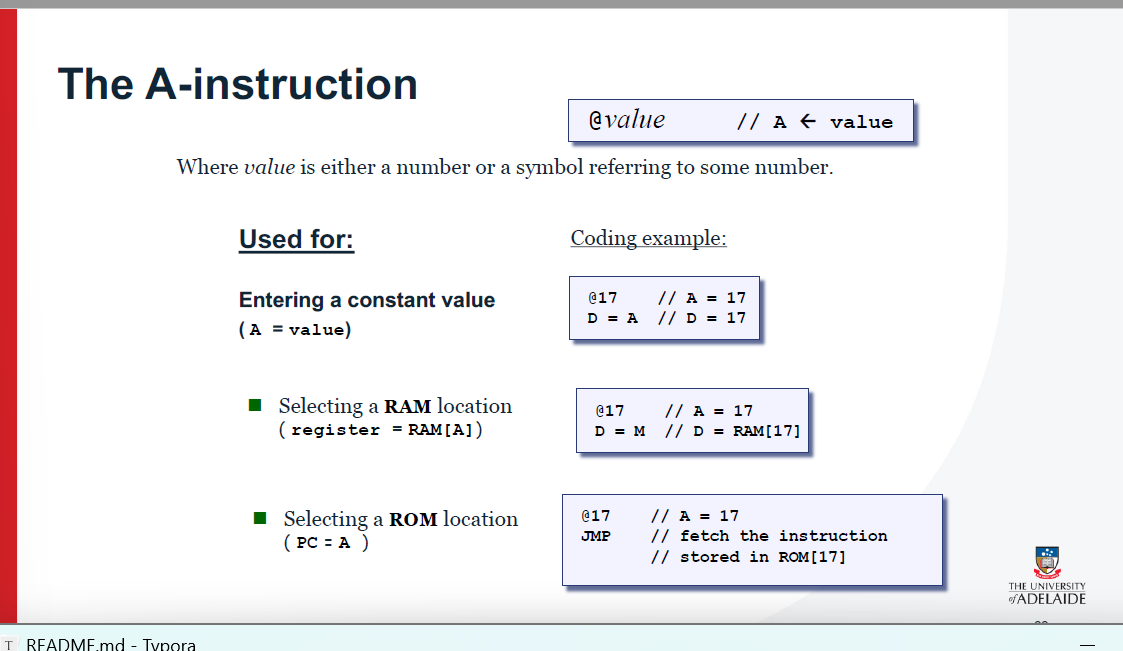 The A-instruction
@value // A ← value
Where value is either a number or a symbol referring to some number.
Used for:
Coding example:
Entering a constant value
(A = value)
@17 // A = 17
D = A // D = 17
■ Selecting a RAM location
( register = RAM[A])
@17 // A = 17
D = M // D = RAM[17]
■ Selecting a ROM location
( PC = A )
@17 // A = 17
JMP // fetch the instruction
// stored in ROM[17]
THE UNIVERSITY
of ADELAIDE
T README.md - Typora